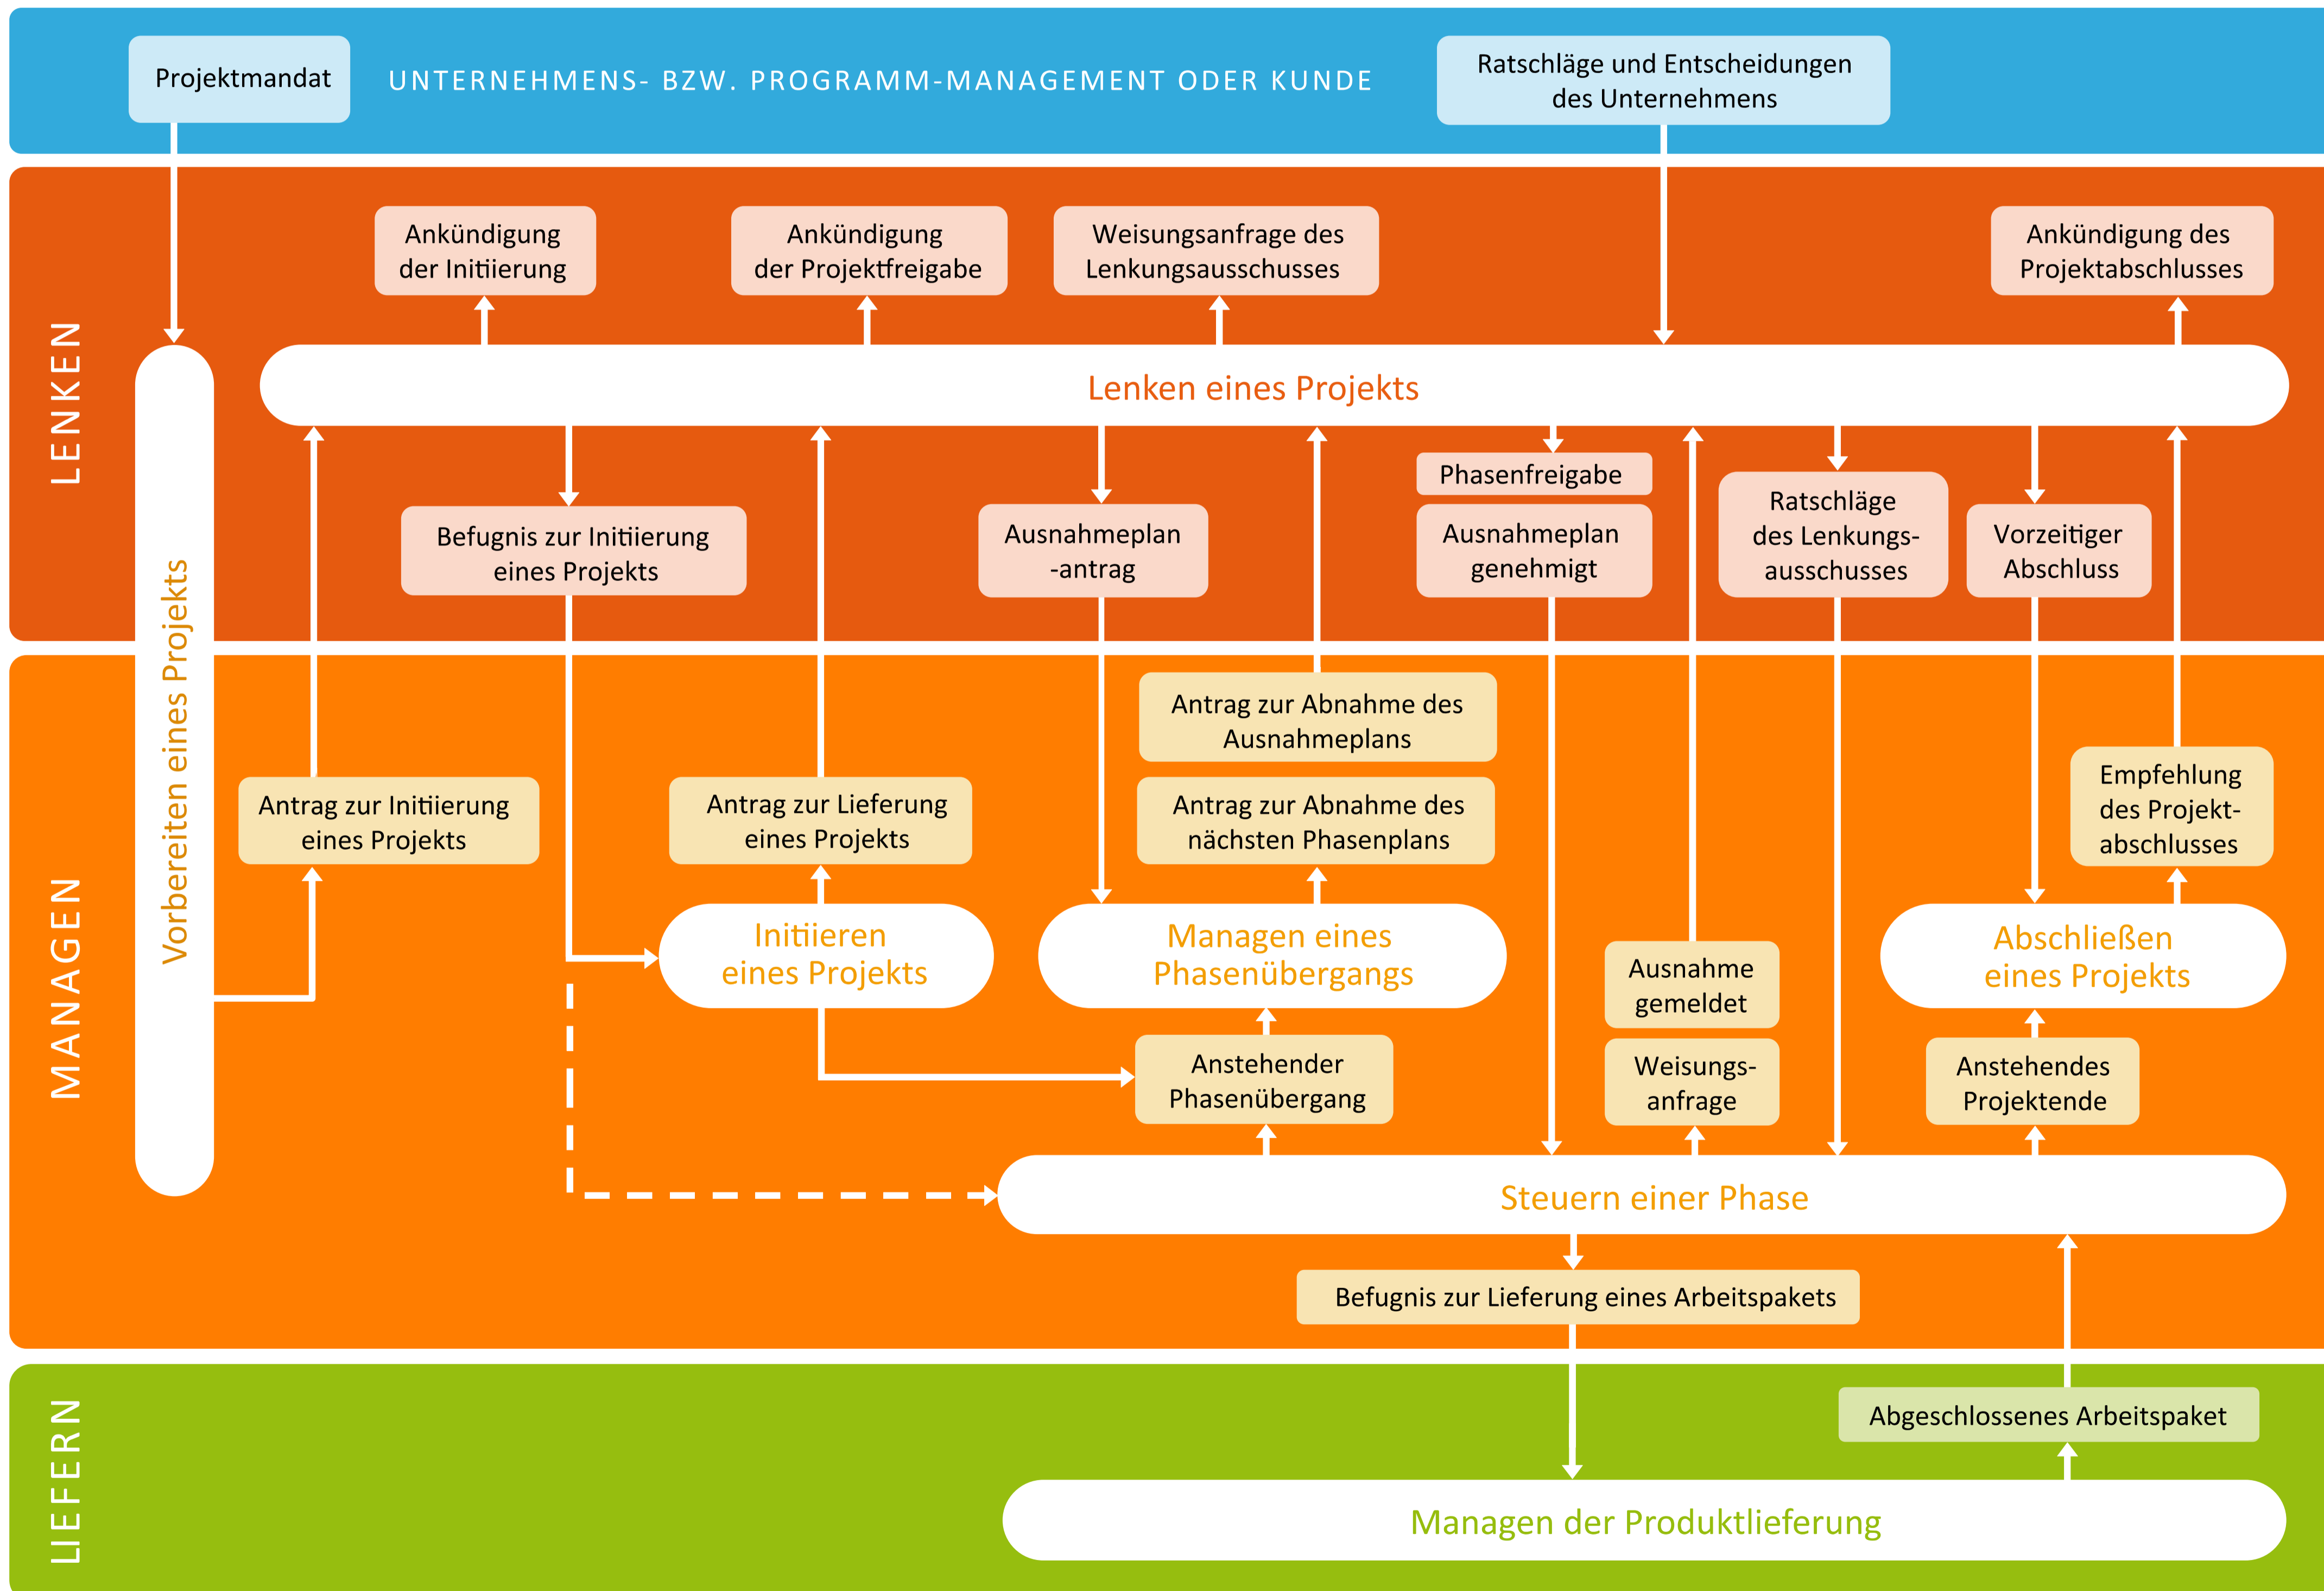 Projektmandat
UNTERNEHMENS- BZW. PROGRAMM-MANAGEMENT ODER KUNDE
Ratschläge und Entscheidungen
des Unternehmens
LENKEN
Ankündigung
der Initiierung
Ankündigung
der Projektfreigabe
Weisungsanfrage des
Lenkungsausschusses
Ankündigung des
Projektabschlusses
Lenken eines Projekts
Vorbereiten eines Projekts
Befugnis zur Initiierung
eines Projekts
Ausnahmeplan
-antrag
Phasenfreigabe
Ausnahmeplan
genehmigt
Ratschläge
des Lenkungs-
ausschusses
Vorzeitiger
Abschluss
MANAGEN
Antrag zur Initiierung
eines Projekts
Antrag zur Lieferung
eines Projekts
Antrag zur Abnahme des
Ausnahmeplans
Antrag zur Abnahme des
nächsten Phasenplans
Empfehlung
des Projekt-
abschlusses
Initiieren
eines Projekts
Managen eines
Phasenübergangs
Ausnahme
gemeldet
Abschließen
eines Projekts
Anstehender
Phasenübergang
Weisungs-
anfrage
Anstehendes
Projektende
Steuern einer Phase
Befugnis zur Lieferung eines Arbeitspakets
LIEFERN
Abgeschlossenes Arbeitspaket
Managen der Produktlieferung